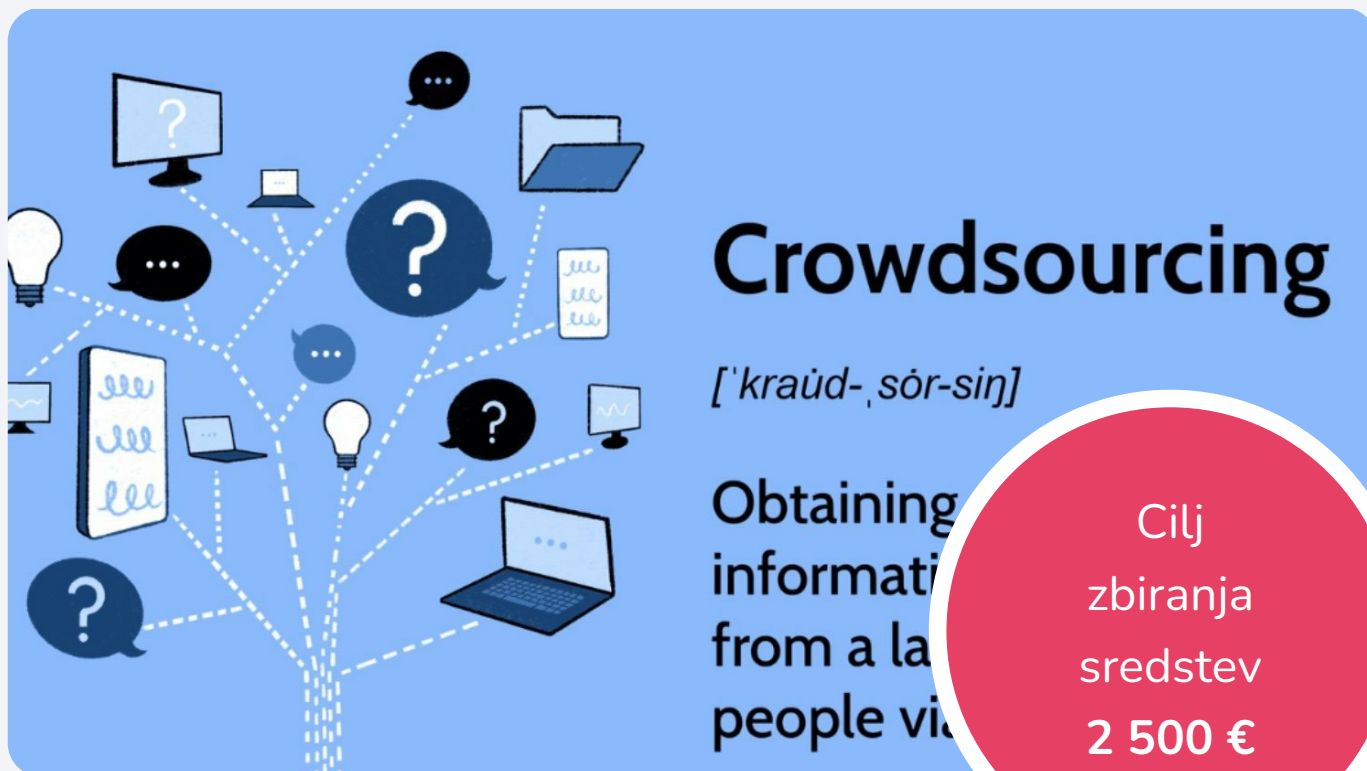 Crowdsourcing
[ˈkrau̇d-ˌsȯr-siŋ]
Obtaining
from a
people
Cilj
zbiranja
sredstev
2 500 €
?
...
...
?
...
...
...
?
...
?
...